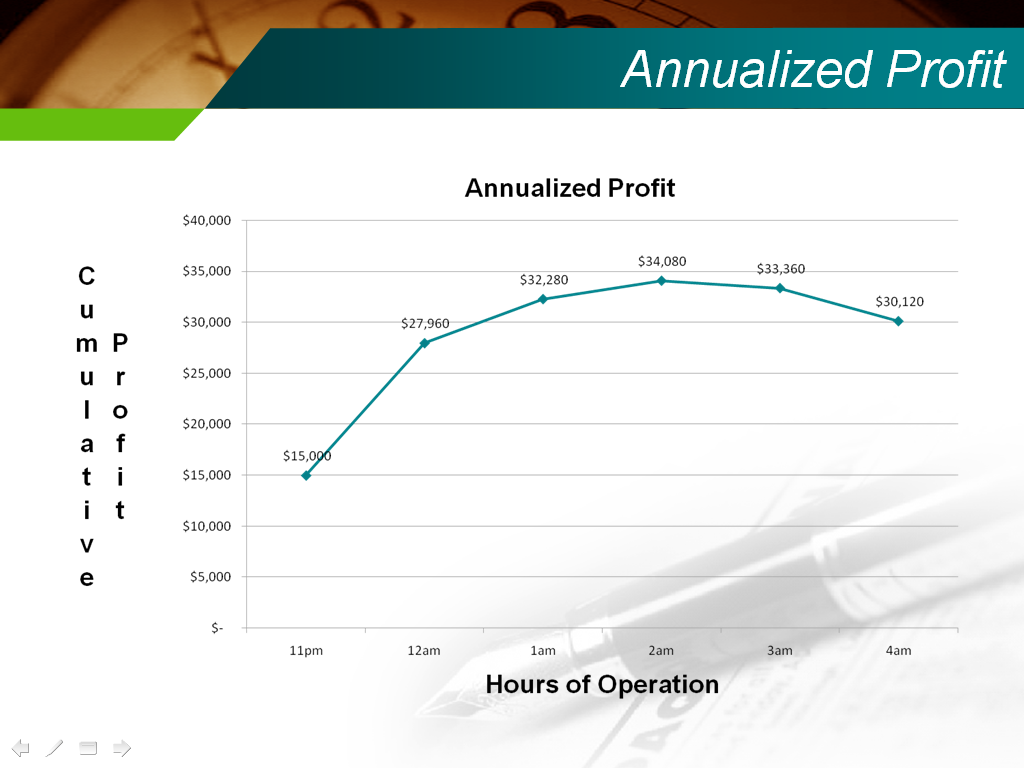 Annualized Profit
Annualized Profit
Cumulative
Profit
$40,000
$35,000
$30,000
$25,000
$20,000
$15,000
$10,000
$5,000
$-
$15,000
$27,960
$32,280
$34,080
$33,360
$30,120
11pm 12am 1am 2am 3am 4am
Hours of Operation